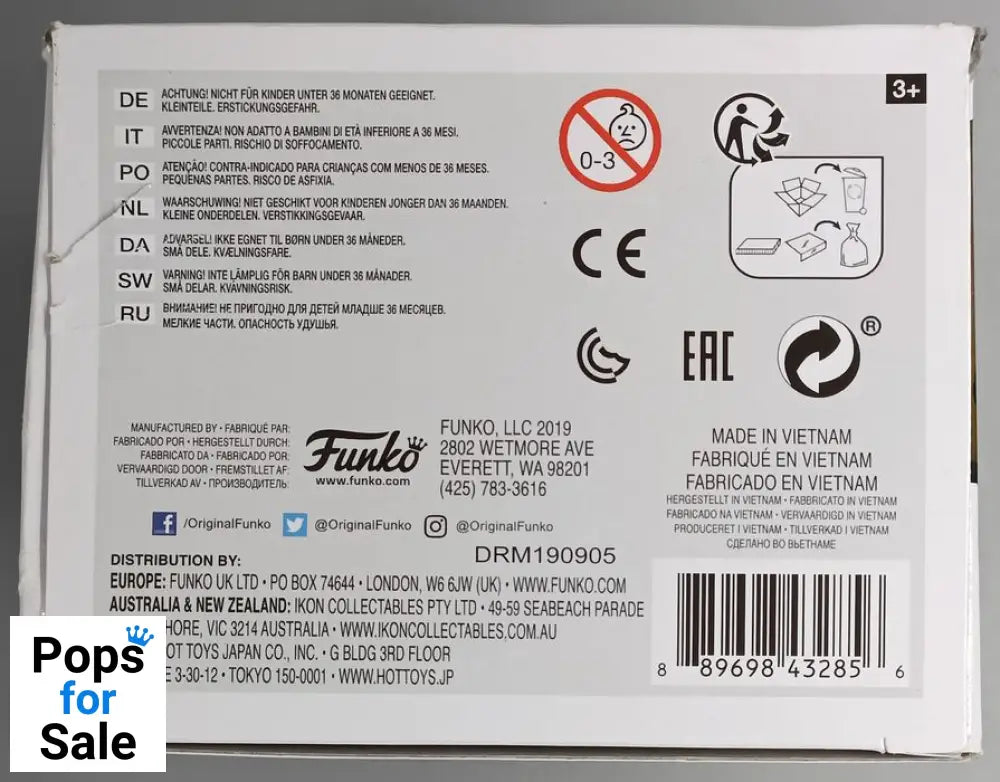 3+
DE ACHTUNG! NICHT FÜR KINDER UNTER 36 MONATEN GEEIGNET.
KLEINTEILE. ERSTICKUNGSGEFAHR.
IT AVVERTENZA! NON ADATTO A BAMBINI DI ETÀ INFERIORE A 36 MESI.
PICCOLE PARTI. RISCHIO DI SOFFOCAMENTO.
PO ATENÇÃO! CONTRA-INDICADO PARA CRIANÇAS COM MENOS DE 36 MESES.
PEQUENAS PARTES. RISCO DE ASFIXIA.
NL WAARSCHUWING! NIET GESCHIKT VOOR KINDEREN JONGER DAN 36 MAANDEN.
KLEINE ONDERDELEN. VERSTIKKINGSGEVAAR.
DA ADVARSEL! IKKE EGNET TIL BØRN UNDER 36 MÅNEDER.
SMÅ DELE. KVÆLNINGSFARE.
SW VARNING! INTE LÄMPLIG FÖR BARN UNDER 36 MÅNADER.
SMÅ DELAR. KVÄVNINGSRISK.
RU ВНИМАНИЕ! НЕ ПРИГОДНО ДЛЯ ДЕТЕЙ МЛАДШЕ 36 МЕСЯЦЕВ.
МЕЛКИЕ ЧАСТИ. ОПАСНОСТЬ УДУШЬЯ.
0-3
CE
EAC
®
MANUFACTURED BY • FABRIQUÉ PAR:
FABRICADO POR • HERGESTELLT DURCH:
FABBRICATO DA • FABRICADO POR:
VERVAARDIGD DOOR • FREMSTILLET AF:
TILLVERKAD AV • ПРОИЗВОДИТЕЛЬ:
Funko
www.funko.com
FUNKO, LLC 2019
2802 WETMORE AVE
EVERETT, WA 98201
(425) 783-3616
/OriginalFunko @OriginalFunko @OriginalFunko
DRM190905
DISTRIBUTION BY:
EUROPE: FUNKO UK LTD • PO BOX 74644 • LONDON, W6 6JW (UK) • WWW.FUNKO.COM
AUSTRALIA & NEW ZEALAND: IKON COLLECTABLES PTY LTD • 49-59 SEABEACH PARADE
HORE, VIC 3214 AUSTRALIA • WWW.IKONCOLLECTABLES.COM.AU
OT TOYS JAPAN CO., INC. • G BLDG 3RD FLOOR
E 3-30-12 • TOKYO 150-0001 • WWW.HOTTOYS.JP
MADE IN VIETNAM
FABRIQUÉ EN VIETNAM
FABRICADO EN VIETNAM
HERGESTELLT IN VIETNAM • FABBRICATO IN VIETNAM
FABRICADO NA VIETNAM • VERVAARDIGD IN VIETNAM
PRODUCERET I VIETNAM • TILLVERKAD I VIETNAM
СДЕЛАНО ВО ВЬЕТНАМЕ
8 89698 43285 6
Pops
for
Sale